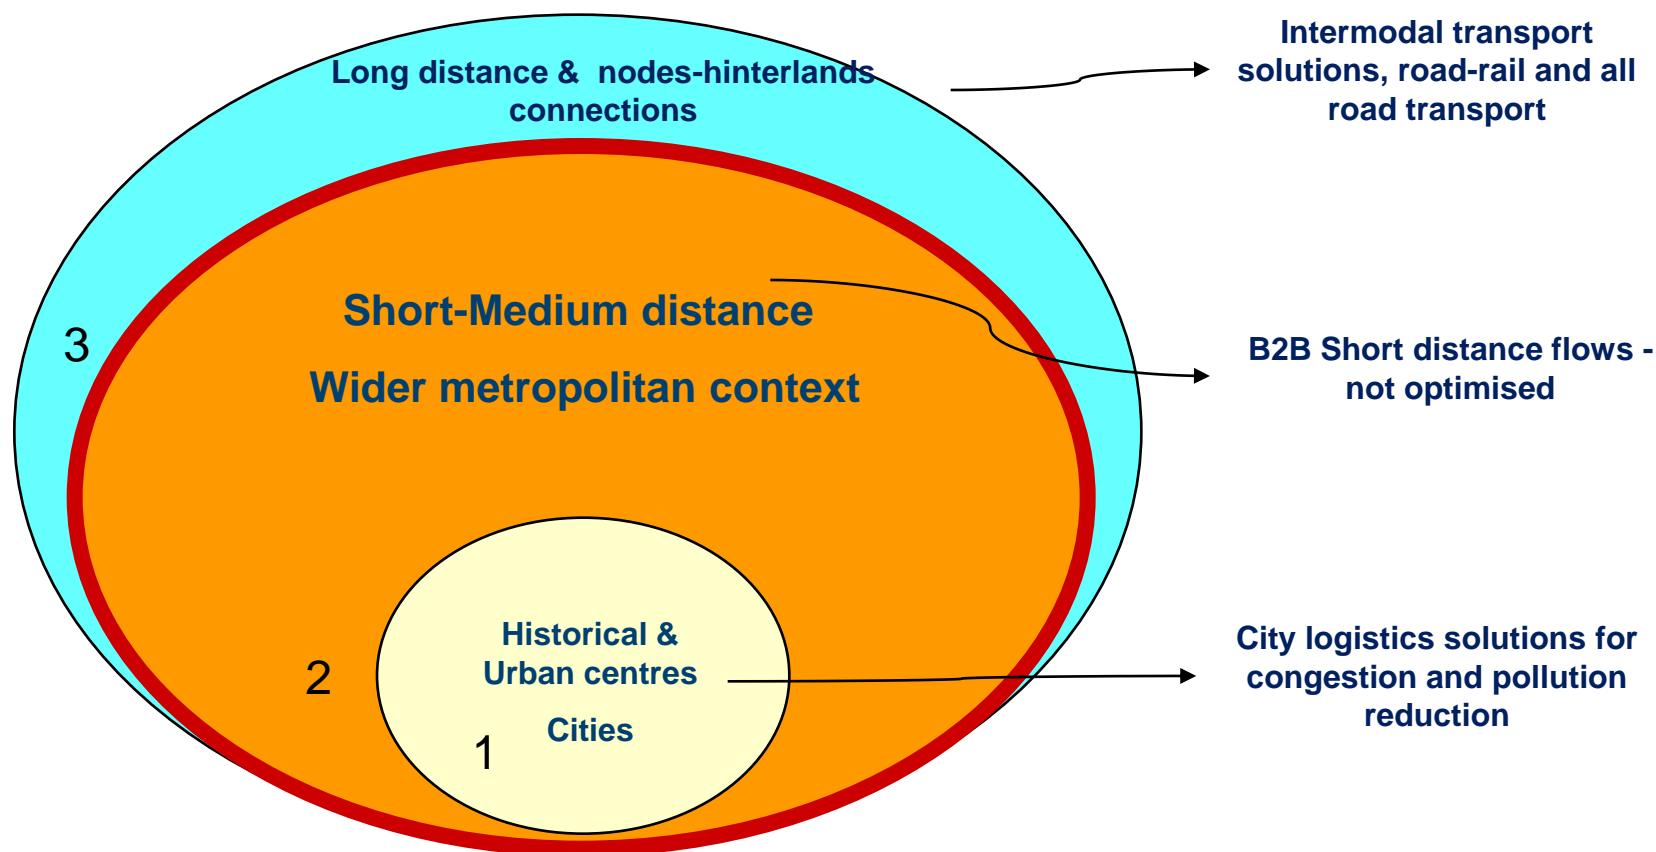 Long distance & nodes-hinterlands
connections
Intermodal transport
solutions, road-rail and all
road transport
3
Short-Medium distance
Wider metropolitan context
B2B Short distance flows -
not optimised
2
Historical &
Urban centres
Cities
1
City logistics solutions for
congestion and pollution
reduction